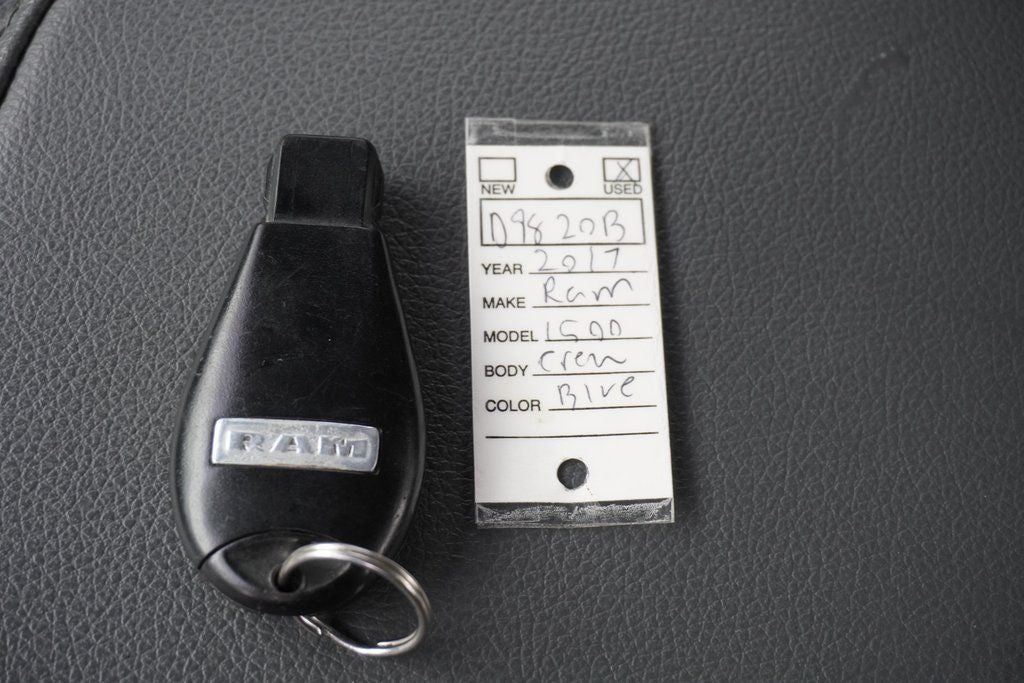 RAM
NEW
X USED
D9820B
YEAR 2017
MAKE Ram
MODEL 1500
BODY Crew
COLOR Blue